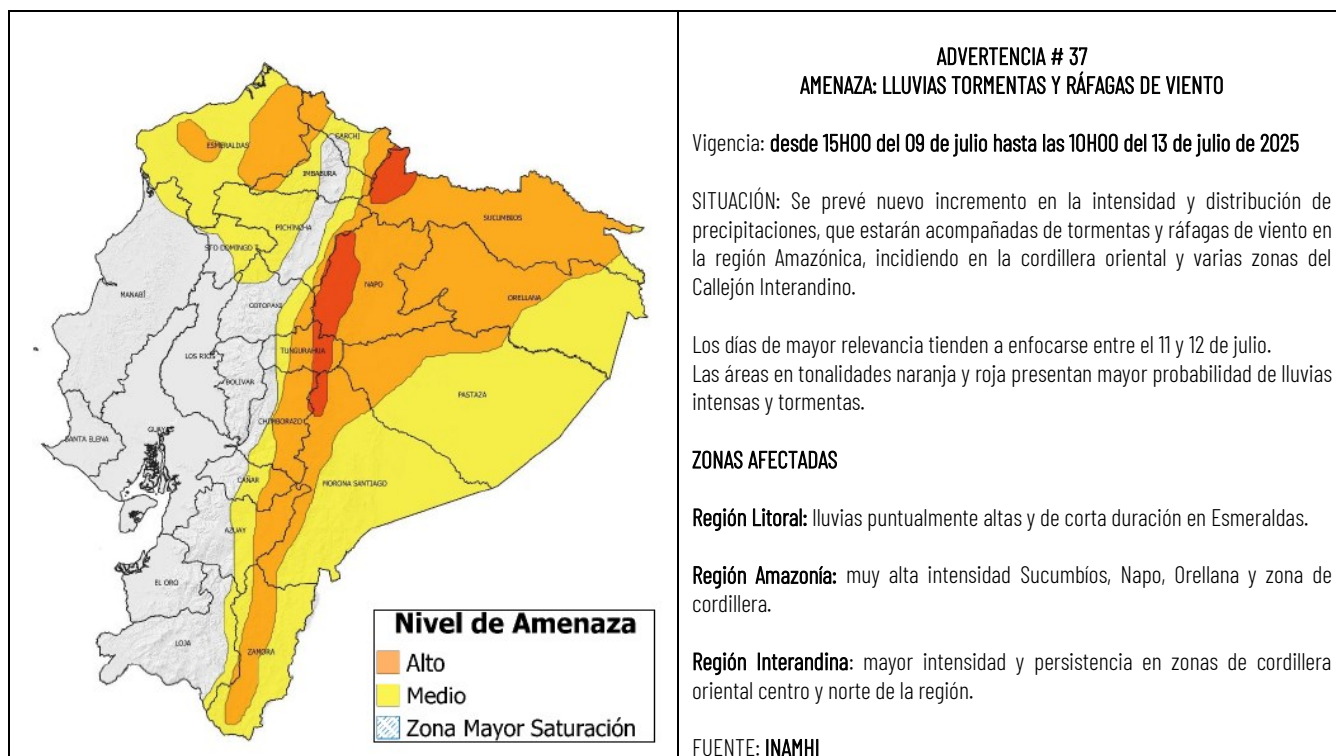 CARCHI
ESMERALDAS
IMBABURA
SUCUMBIOS
PICHINCHA
STO DOMINGO T
NAPO
MANABÍ
COTOPAXI
ORELLANA
TUNGURAHUA
LOS RIOS
BOLIVAR
PASTAZA
CHIMBORAZO
SANTA ELENA
GUAY
CAÑAR
MORONA SANTIAGO
AZUAY
EL ORO
LOJA
ZAMORA
Nivel de Amenaza
Alto
Medio
Zona Mayor Saturación
ADVERTENCIA # 37
AMENAZA: LLUVIAS TORMENTAS Y RÁFAGAS DE VIENTO
Vigencia: desde 15H00 del 09 de julio hasta las 10H00 del 13 de julio de 2025
SITUACIÓN: Se prevé nuevo incremento en la intensidad y distribución de
precipitaciones, que estarán acompañadas de tormentas y ráfagas de viento en
la región Amazónica, incidiendo en la cordillera oriental y varias zonas del
Callejón Interandino.
Los días de mayor relevancia tienden a enfocarse entre el 11 y 12 de julio.
Las áreas en tonalidades naranja y roja presentan mayor probabilidad de lluvias
intensas y tormentas.
ZONAS AFECTADAS
Región Litoral: lluvias puntualmente altas y de corta duración en Esmeraldas.
Región Amazonía: muy alta intensidad Sucumbíos, Napo, Orellana y zona de
cordillera.
Región Interandina: mayor intensidad y persistencia en zonas de cordillera
oriental centro y norte de la región.
FUENTE: INAMHI